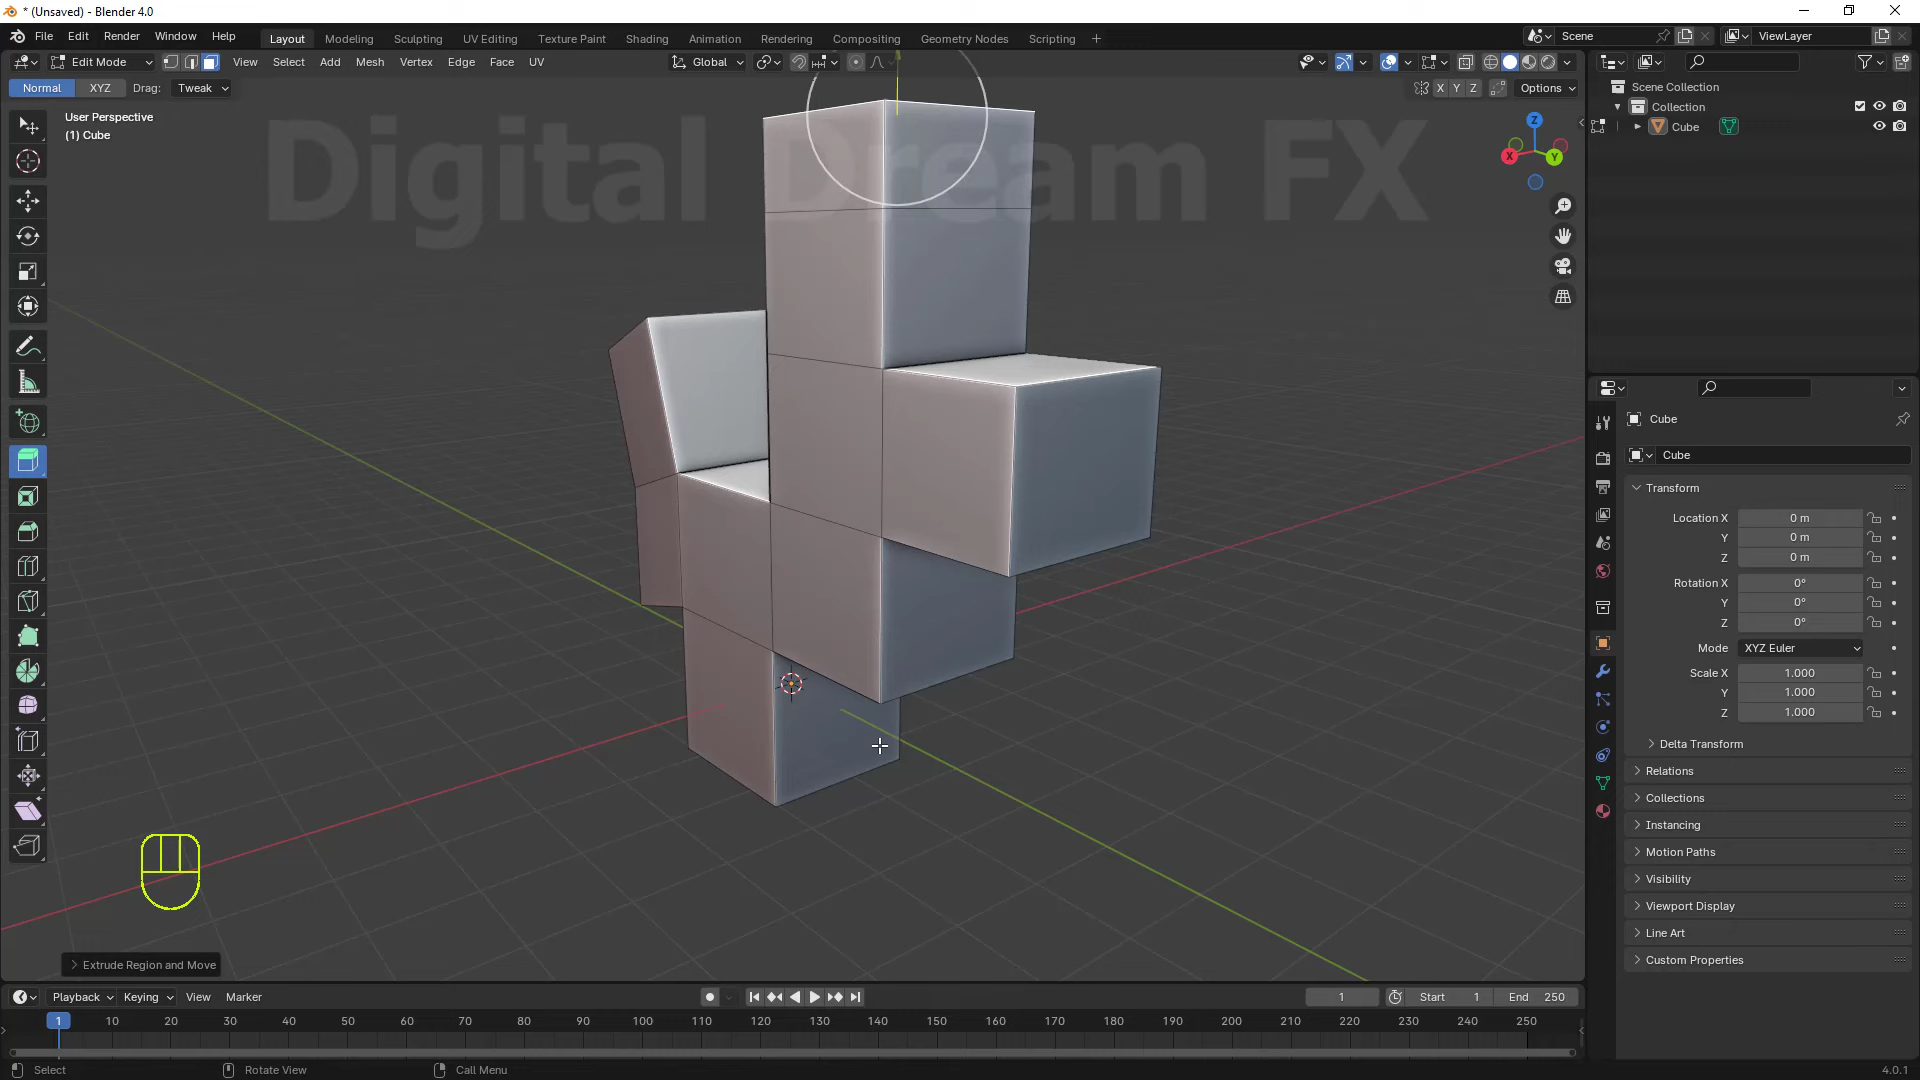 * (Unsaved) - Blender 4.0
File Edit Render Window Help
Layout Modeling Sculpting UV Editing Texture Paint Shading Animation Rendering Compositing Geometry Nodes Scripting +
Scene
ViewLayer
Edit Mode View Select Add Mesh Vertex Edge Face UV
Global
Normal XYZ Drag: Tweak
X Y Z Options
User Perspective
(1) Cube
Digital Dream FX
Z
X
Y
Scene Collection
Collection
Cube
Cube
Cube
Transform
Location X 0 m
Y 0 m
Z 0 m
Rotation X 0°
Y 0°
Z 0°
Mode XYZ Euler
Scale X 1.000
Y 1.000
Z 1.000
Delta Transform
Relations
Collections
Instancing
Motion Paths
Visibility
Viewport Display
Line Art
Custom Properties
Extrude Region and Move
Playback Keying View Marker
1 Start 1 End 250
1 10 20 30 40 50 60 70 80 90 100 110 120 130 140 150 160 170 180 190 200 210 220 230 240 250
Select Rotate View Call Menu
4.0.1